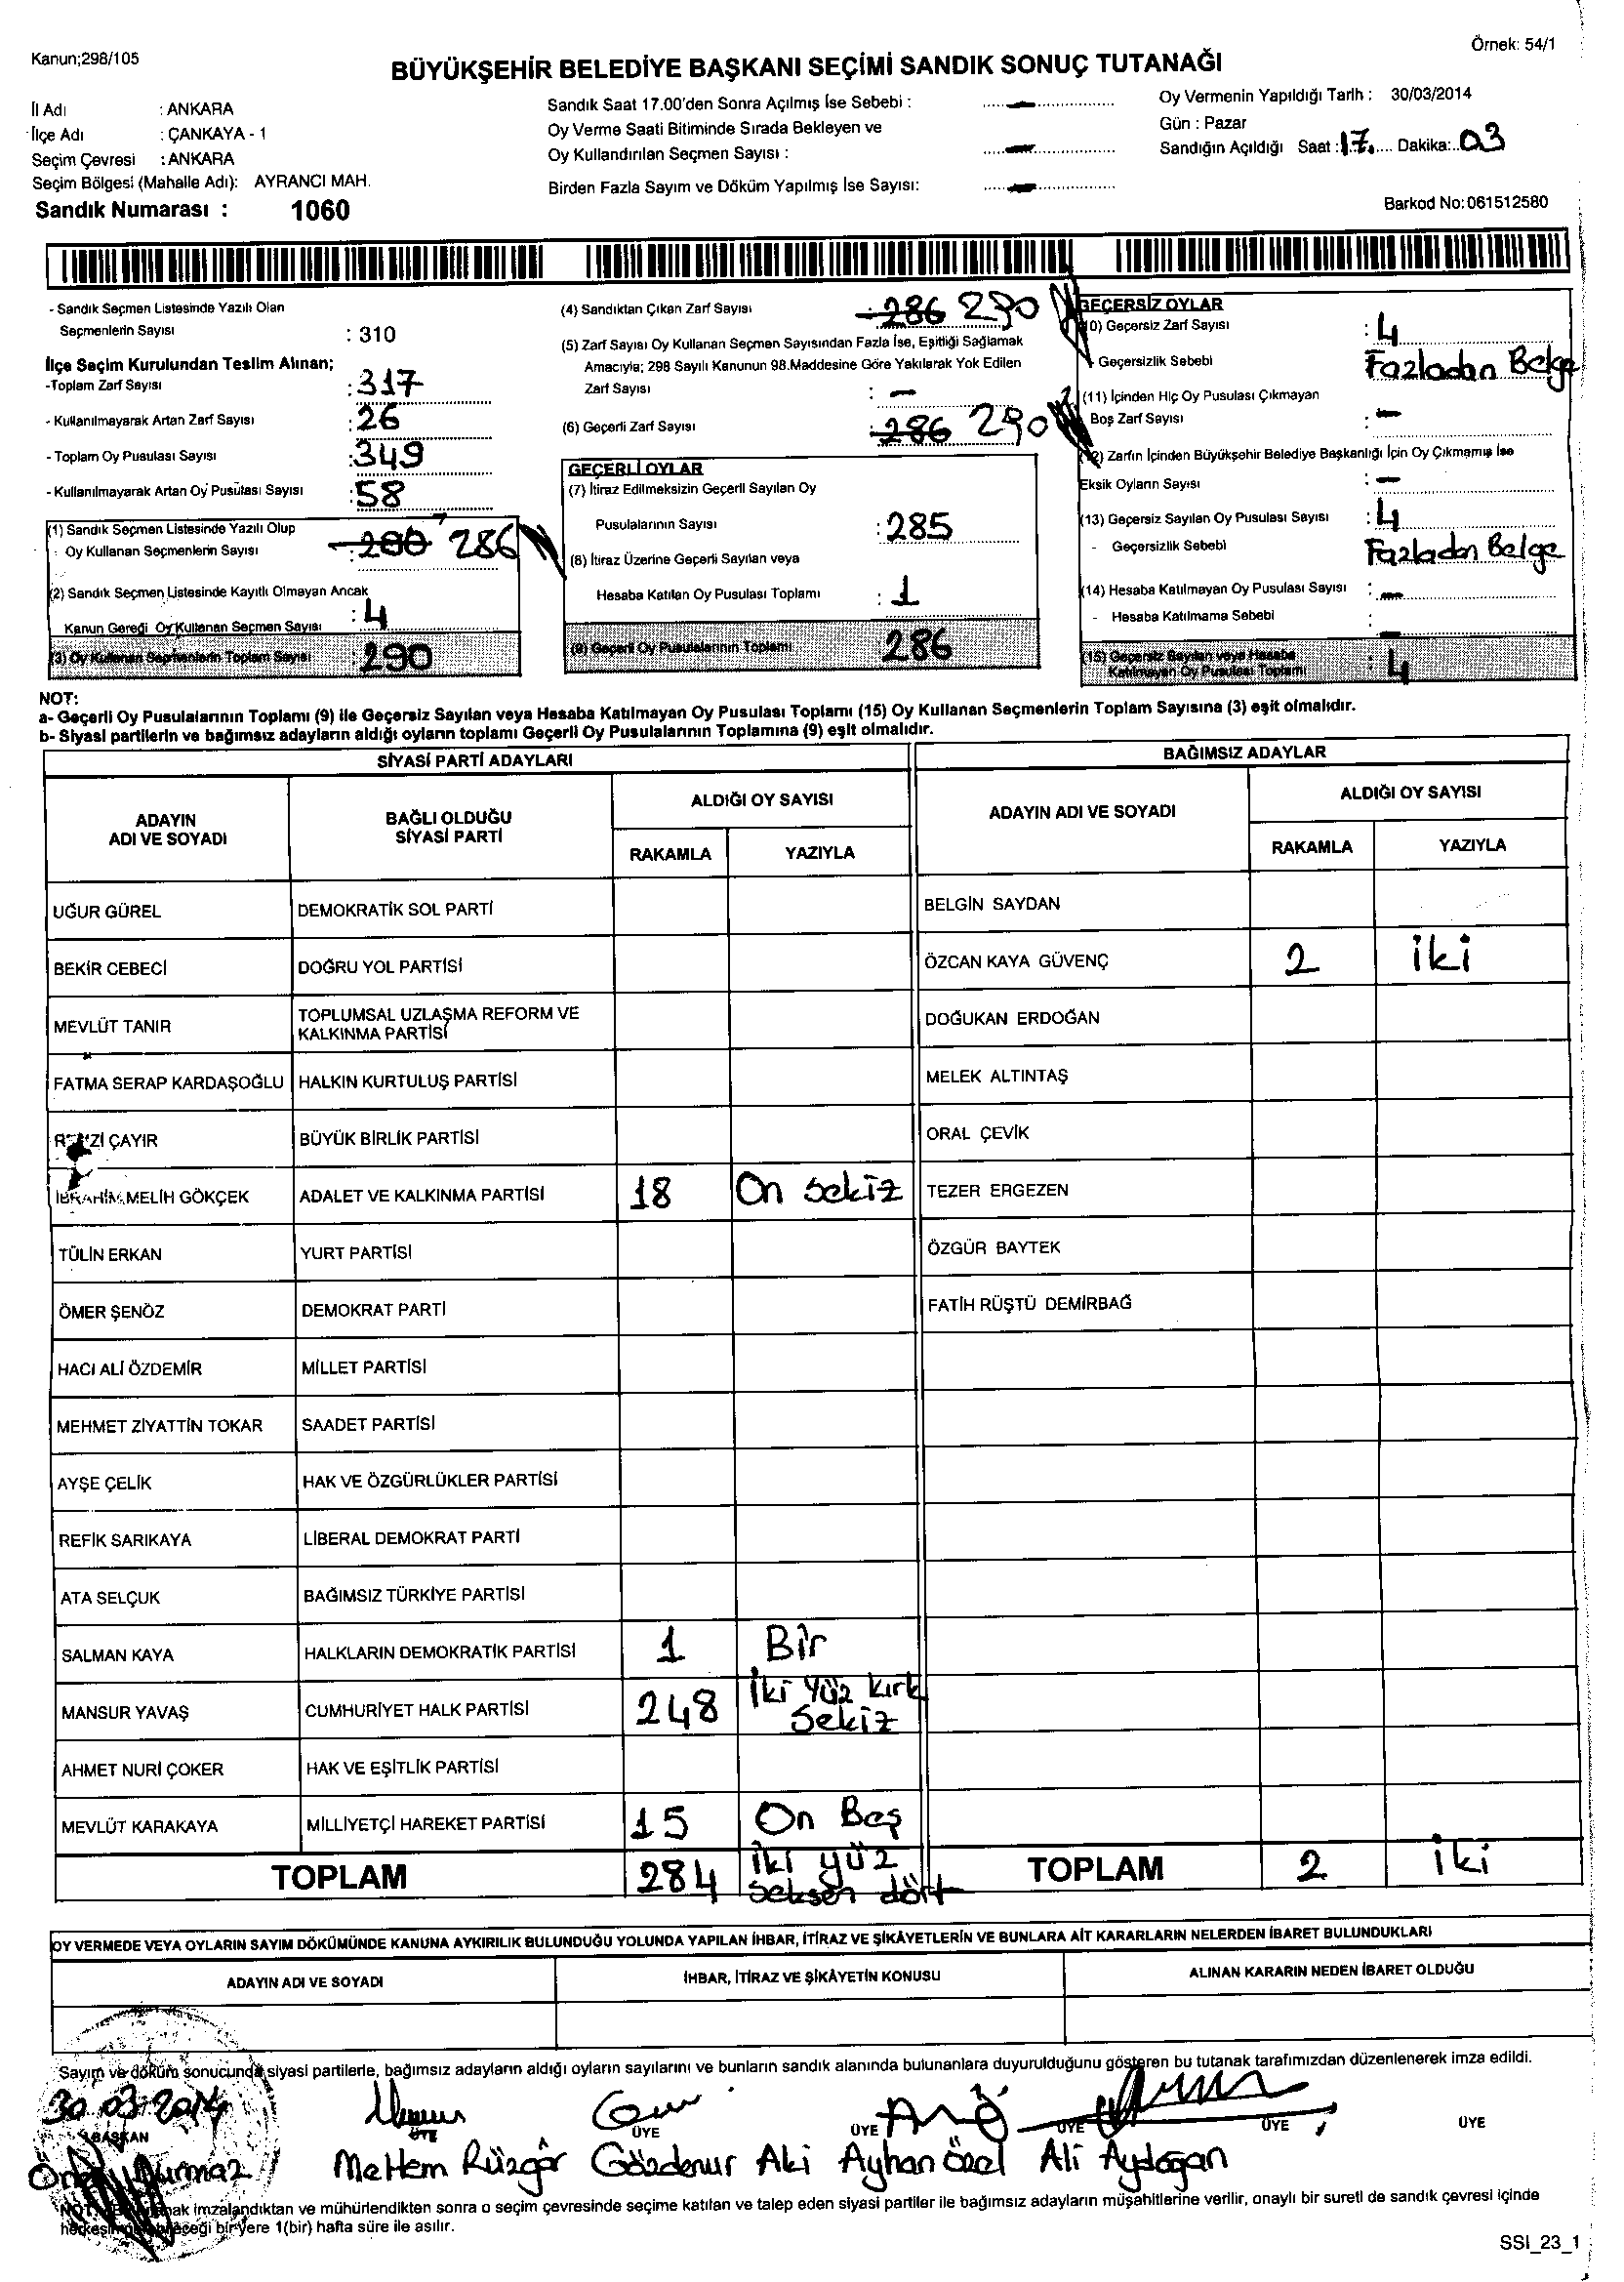 Kanun;298/105
Örnek: 54/1
BÜYÜKŞEHİR BELEDİYE BAŞKANI SEÇİMİ SANDIK SONUÇ TUTANAĞI
İl Adı : ANKARA
İlçe Adı : ÇANKAYA - 1
Seçim Çevresi : ANKARA
Seçim Bölgesi (Mahalle Adı): AYRANCI MAH.
Sandık Numarası : 1060
Sandık Saat 17.00'den Sonra Açılmış İse Sebebi : —
Oy Verme Saati Bitiminde Sırada Bekleyen ve
Oy Kullandırılan Seçmen Sayısı : —
Birden Fazla Sayım ve Döküm Yapılmış İse Sayısı: —
Oy Vermenin Yapıldığı Tarih : 30/03/2014
Gün : Pazar
Sandığın Açıldığı Saat : 17. Dakika: 03
Barkod No: 061512580
- Sandık Seçmen Listesinde Yazılı Olan
Seçmenlerin Sayısı : 310
İlçe Seçim Kurulundan Teslim Alınan;
-Toplam Zarf Sayısı : 317
- Kullanılmayarak Artan Zarf Sayısı : 26
- Toplam Oy Pusulası Sayısı : 349
- Kullanılmayarak Artan Oy Pusulası Sayısı : 58
(1) Sandık Seçmen Listesinde Yazılı Olup
Oy Kullanan Seçmenlerin Sayısı : 286
(2) Sandık Seçmen Listesinde Kayıtlı Olmayan Ancak
Kanun Gereği Oy Kullanan Seçmen Sayısı : 4
(3) Oy Kullanan Seçmenlerin Toplam Sayısı : 290
(4) Sandıktan Çıkan Zarf Sayısı : 286 290
(5) Zarf Sayısı Oy Kullanan Seçmen Sayısından Fazla İse, Eşitliği Sağlamak
Amacıyla; 298 Sayılı Kanunun 98.Maddesine Göre Yakılarak Yok Edilen
Zarf Sayısı : —
(6) Geçerli Zarf Sayısı : 286 290
GEÇERLİ OYLAR
(7) İtiraz Edilmeksizin Geçerli Sayılan Oy
Pusulalarının Sayısı : 285
(8) İtiraz Üzerine Geçerli Sayılan veya
Hesaba Katılan Oy Pusulası Toplamı : 1
(9) Geçerli Oy Pusulalarının Toplamı : 286
GEÇERSİZ OYLAR
(10) Geçersiz Zarf Sayısı : 4
- Geçersizlik Sebebi Fazladan Belge
(11) İçinden Hiç Oy Pusulası Çıkmayan
Boş Zarf Sayısı : —
(12) Zarfın İçinden Büyükşehir Belediye Başkanlığı İçin Oy Çıkmamış İse
Eksik Oyların Sayısı : —
(13) Geçersiz Sayılan Oy Pusulası Sayısı : 4
- Geçersizlik Sebebi Fazladan Belge
(14) Hesaba Katılmayan Oy Pusulası Sayısı : —
- Hesaba Katılmama Sebebi : —
(15) Geçersiz Sayılan veya Hesaba
Katılmayan Oy Pusulası Toplamı : 4
NOT:
a- Geçerli Oy Pusulalarının Toplamı (9) ile Geçersiz Sayılan veya Hesaba Katılmayan Oy Pusulası Toplamı (15) Oy Kullanan Seçmenlerin Toplam Sayısına (3) eşit olmalıdır.
b- Siyasi partilerin ve bağımsız adayların aldığı oyların toplamı Geçerli Oy Pusulalarının Toplamına (9) eşit olmalıdır.
SİYASİ PARTİ ADAYLARI
ADAYIN ADI VE SOYADI
BAĞLI OLDUĞU SİYASİ PARTİ
ALDIĞI OY SAYISI
RAKAMLA YAZIYLA
UĞUR GÜREL DEMOKRATİK SOL PARTİ
BEKİR CEBECİ DOĞRU YOL PARTİSİ
MEVLÜT TANIR TOPLUMSAL UZLAŞMA REFORM VE
KALKINMA PARTİSİ
FATMA SERAP KARDAŞOĞLU HALKIN KURTULUŞ PARTİSİ
ÇAYIR BÜYÜK BİRLİK PARTİSİ
İBRAHİM MELİH GÖKÇEK ADALET VE KALKINMA PARTİSİ 18 On sekiz
TÜLİN ERKAN YURT PARTİSİ
ÖMER ŞENÖZ DEMOKRAT PARTİ
HACI ALİ ÖZDEMİR MİLLET PARTİSİ
MEHMET ZİYATTİN TOKAR SAADET PARTİSİ
AYŞE ÇELİK HAK VE ÖZGÜRLÜKLER PARTİSİ
REFİK SARIKAYA LİBERAL DEMOKRAT PARTİ
ATA SELÇUK BAĞIMSIZ TÜRKİYE PARTİSİ
SALMAN KAYA HALKLARIN DEMOKRATİK PARTİSİ 1 Bir
MANSUR YAVAŞ CUMHURİYET HALK PARTİSİ 248 İki yüz kırk
sekiz
AHMET NURİ ÇOKER HAK VE EŞİTLİK PARTİSİ
MEVLÜT KARAKAYA MİLLİYETÇİ HAREKET PARTİSİ 15 On Beş
TOPLAM 284 İki yüz
seksen dört
BAĞIMSIZ ADAYLAR
ADAYIN ADI VE SOYADI
ALDIĞI OY SAYISI
RAKAMLA YAZIYLA
BELGİN SAYDAN
ÖZCAN KAYA GÜVENÇ 2 iki
DOĞUKAN ERDOĞAN
MELEK ALTINTAŞ
ORAL ÇEVİK
TEZER ERGEZEN
ÖZGÜR BAYTEK
FATİH RÜŞTÜ DEMİRBAĞ
TOPLAM 2 iki
OY VERMEDE VEYA OYLARIN SAYIM DÖKÜMÜNDE KANUNA AYKIRILIK BULUNDUĞU YOLUNDA YAPILAN İHBAR, İTİRAZ VE ŞİKÂYETLERİN VE BUNLARA AİT KARARLARIN NELERDEN İBARET BULUNDUKLARI
ADAYIN ADI VE SOYADI İHBAR, İTİRAZ VE ŞİKÂYETİN KONUSU ALINAN KARARIN NEDEN İBARET OLDUĞU
Sayım ve döküm sonucunda siyasi partilerle, bağımsız adayların aldığı oyların sayılarını ve bunların sandık alanında bulunanlara duyurulduğunu gösteren bu tutanak tarafımızdan düzenlenerek imza edildi.
30.03.2014
BAŞKAN ÜYE ÜYE ÜYE ÜYE ÜYE ÜYE
Durmaz Meltem Rüzgâr Gözdenur Aki Ayhan Özel Ali Aydoğan
NOT: imzalandıktan ve mühürlendikten sonra o seçim çevresinde seçime katılan ve talep eden siyasi partiler ile bağımsız adayların müşahitlerine verilir, onaylı bir sureti de sandık çevresi içinde
bir yere 1(bir) hafta süre ile asılır.
SSI_23_1